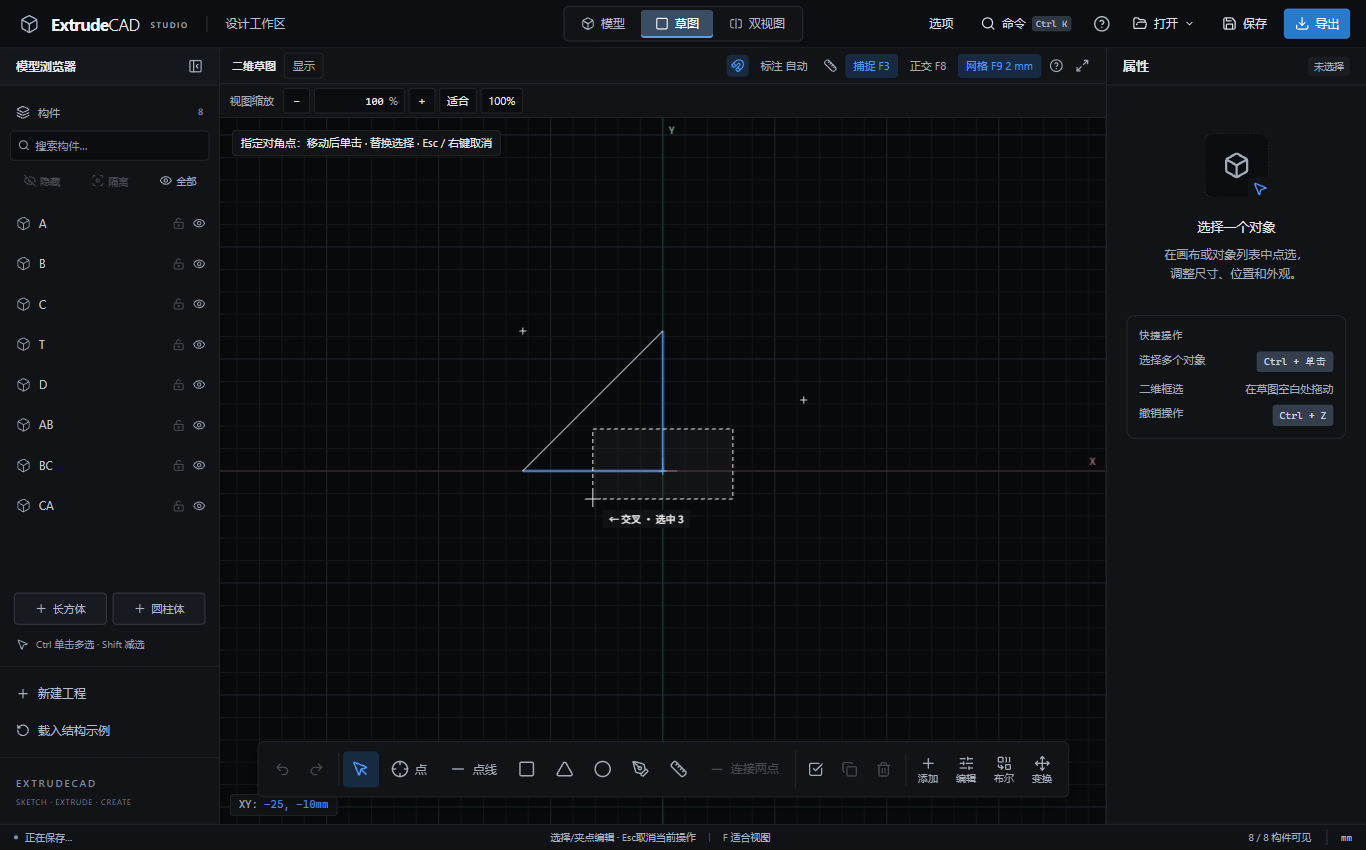 ExtrudeCAD STUDIO 设计工作区
模型 草图 双视图
选项 命令 Ctrl K 打开 保存 导出
模型浏览器
二维草图 显示
标注 自动 捕捉 F3 正交 F8 网格 F9 2 mm
属性 未选择
构件 8
搜索构件...
隐藏 隔离 全部
视图缩放 − 100 % + 适合 100%
指定对角点：移动后单击 · 替换选择 · Esc / 右键取消
Y
X
A
B
C
T
D
AB
BC
CA
←交叉 · 选中 3
选择一个对象
在画布或对象列表中点选，
调整尺寸、位置和外观。
快捷操作
选择多个对象 Ctrl + 单击
二维框选 在草图空白处拖动
撤销操作 Ctrl + Z
+ 长方体 + 圆柱体
Ctrl 单击多选 · Shift 减选
+ 新建工程
载入结构示例
EXTRUDECAD
SKETCH · EXTRUDE · CREATE
点 点线 连接两点 添加 编辑 布尔 变换
XY: −25, −10mm
正在保存...
选择/夹点编辑 · Esc取消当前操作 | F 适合视图
8 / 8 构件可见 mm